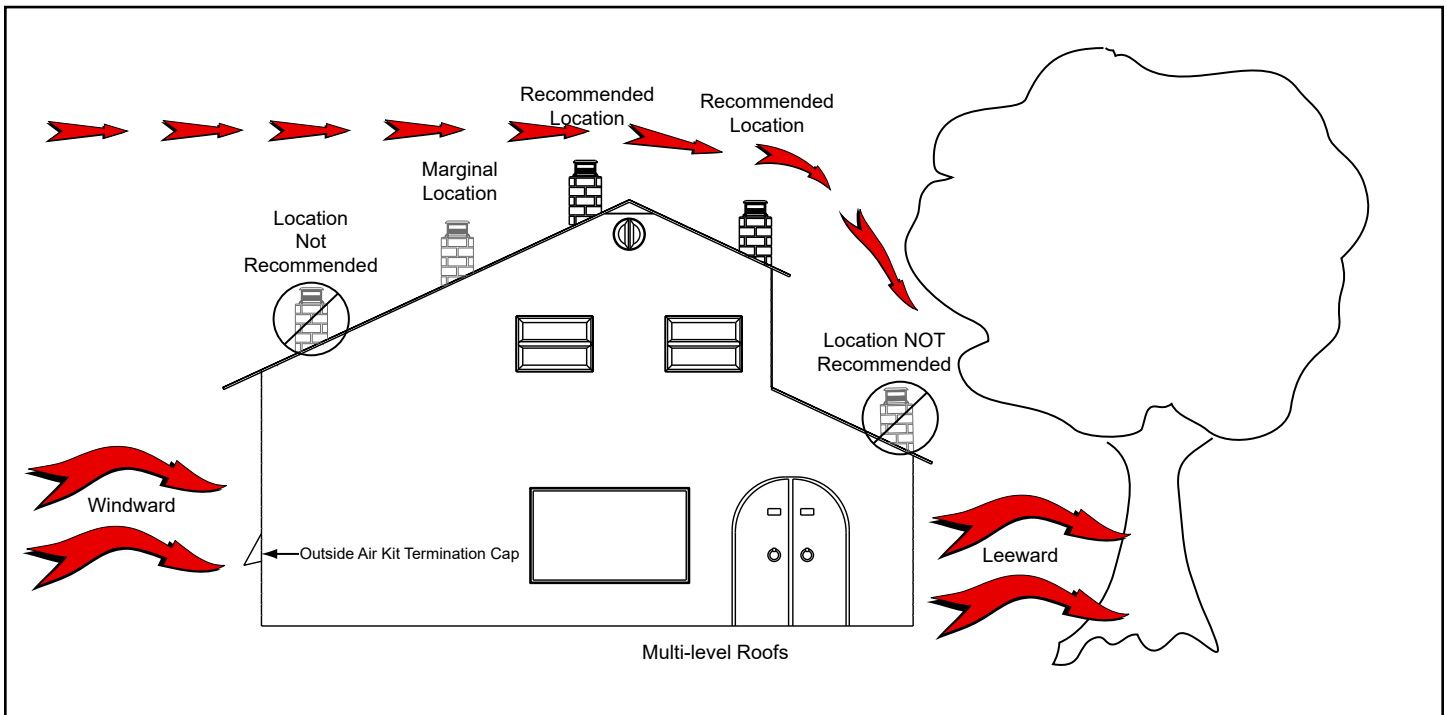 Recommended
Location
Recommended
Location
Marginal
Location
Location
Not
Recommended
Location NOT
Recommended
Windward
Outside Air Kit Termination Cap
Leeward
Multi-level Roofs